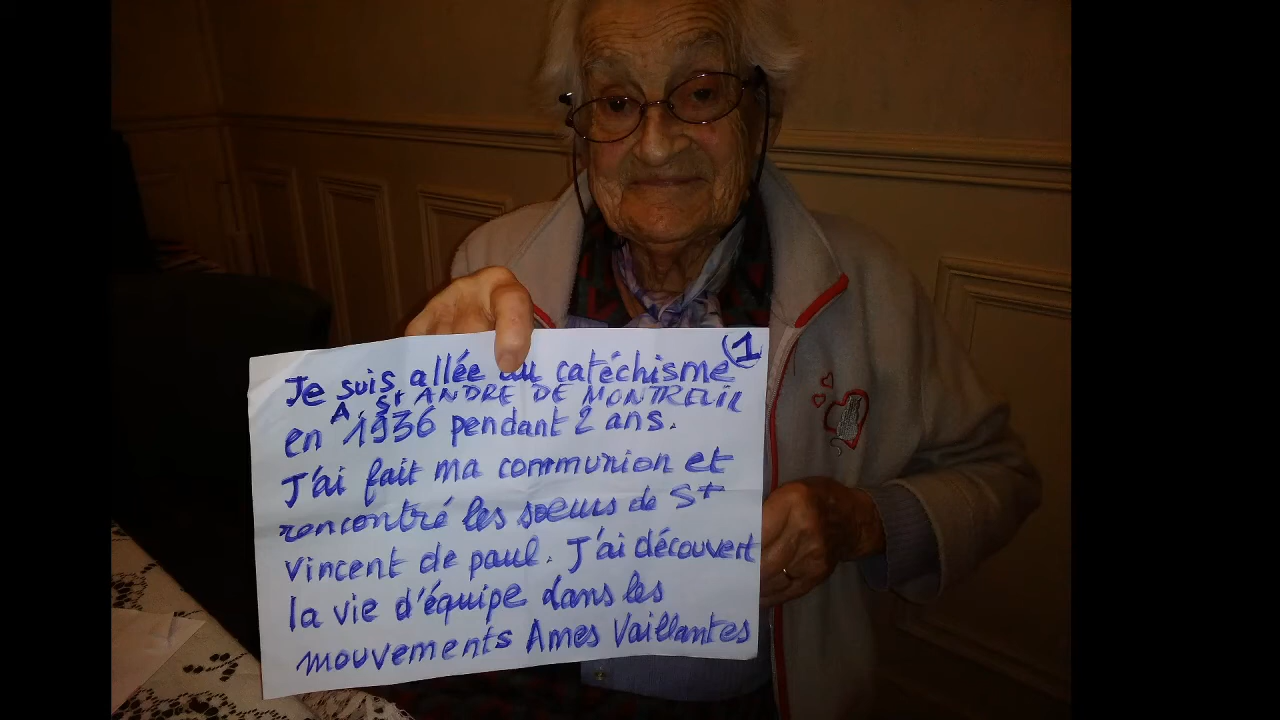 1
Je suis allée au catéchisme
A St ANDRE DE MONTREUIL
en 1936 pendant 2 ans.
J'ai fait ma communion et
rencontré les soeurs de St
Vincent de paul. J'ai découvert
la vie d'équipe dans les
mouvements Ames Vaillantes